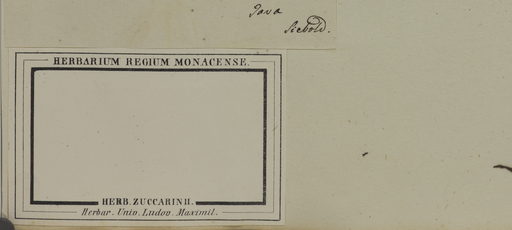 Java
Siebold.
HERBARIUM REGIUM MONACENSE.
HERB. ZUCCARINII.
Herbar. Univ. Ludov. Maximil.